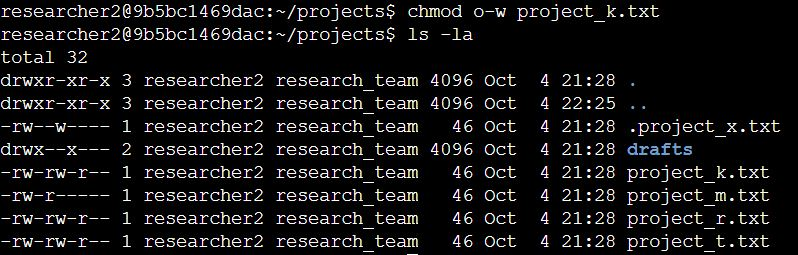 researcher2@9b5bc1469dac:~/projects$ chmod o-w project_k.txt
researcher2@9b5bc1469dac:~/projects$ ls -la
total 32
drwxr-xr-x 3 researcher2 research_team 4096 Oct  4 21:28 .
drwxr-xr-x 3 researcher2 research_team 4096 Oct  4 22:25 ..
-rw--w---- 1 researcher2 research_team   46 Oct  4 21:28 .project_x.txt
drwx--x--- 2 researcher2 research_team 4096 Oct  4 21:28 drafts
-rw-rw-r-- 1 researcher2 research_team   46 Oct  4 21:28 project_k.txt
-rw-r----- 1 researcher2 research_team   46 Oct  4 21:28 project_m.txt
-rw-rw-r-- 1 researcher2 research_team   46 Oct  4 21:28 project_r.txt
-rw-rw-r-- 1 researcher2 research_team   46 Oct  4 21:28 project_t.txt